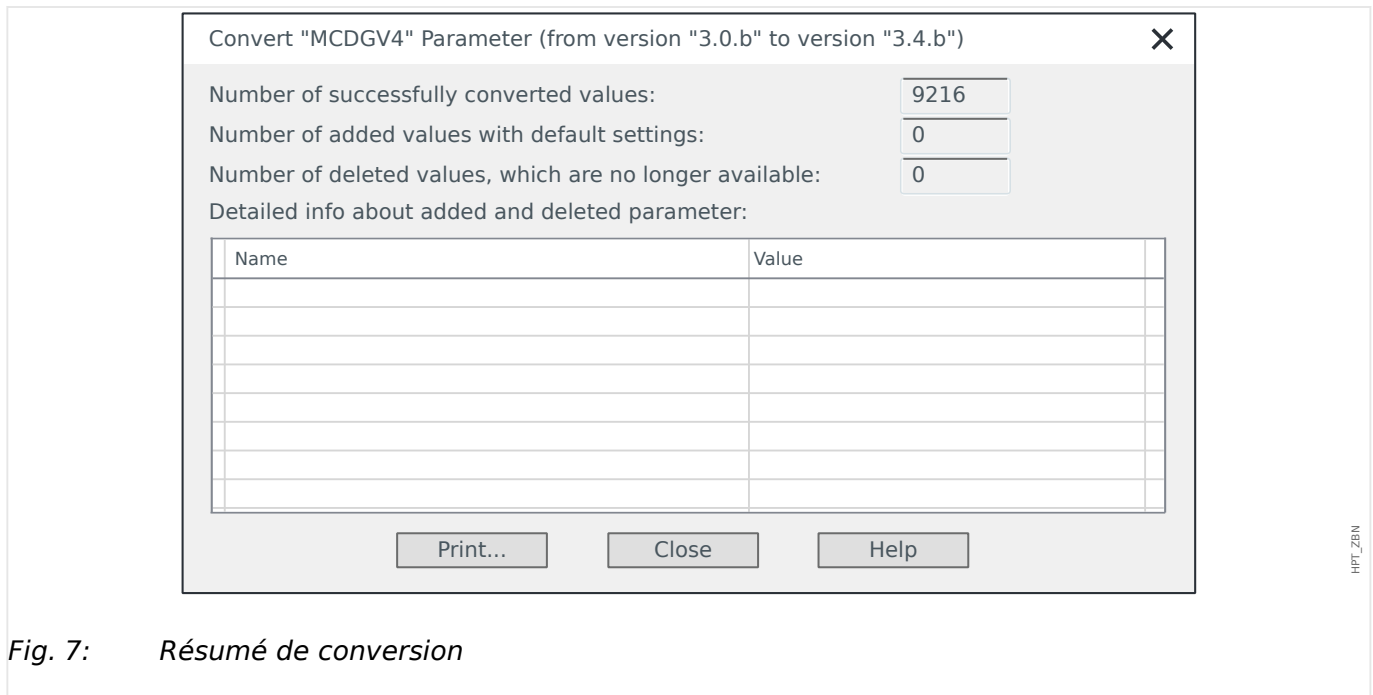 Convert "MCDGV4" Parameter (from version "3.0.b" to version "3.4.b")
Number of successfully converted values: 9216
Number of added values with default settings: 0
Number of deleted values, which are no longer available: 0
Detailed info about added and deleted parameter:
Name Value
Print... Close Help
HPT_ZBN
Fig. 7: Résumé de conversion